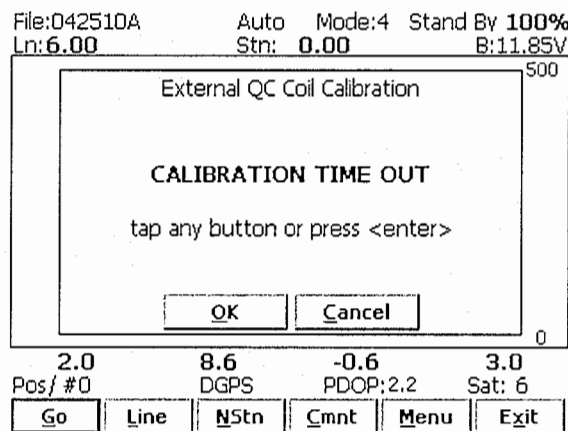 File:042510A Auto Mode:4 Stand By 100%
Ln:6.00 Stn: 0.00 B:11.85V
500
External QC Coil Calibration
CALIBRATION TIME OUT
tap any button or press <enter>
OK Cancel
0
2.0 8.6 -0.6 3.0
Pos/ #0 DGPS PDOP:2.2 Sat: 6
Go Line NStn Cmnt Menu Exit